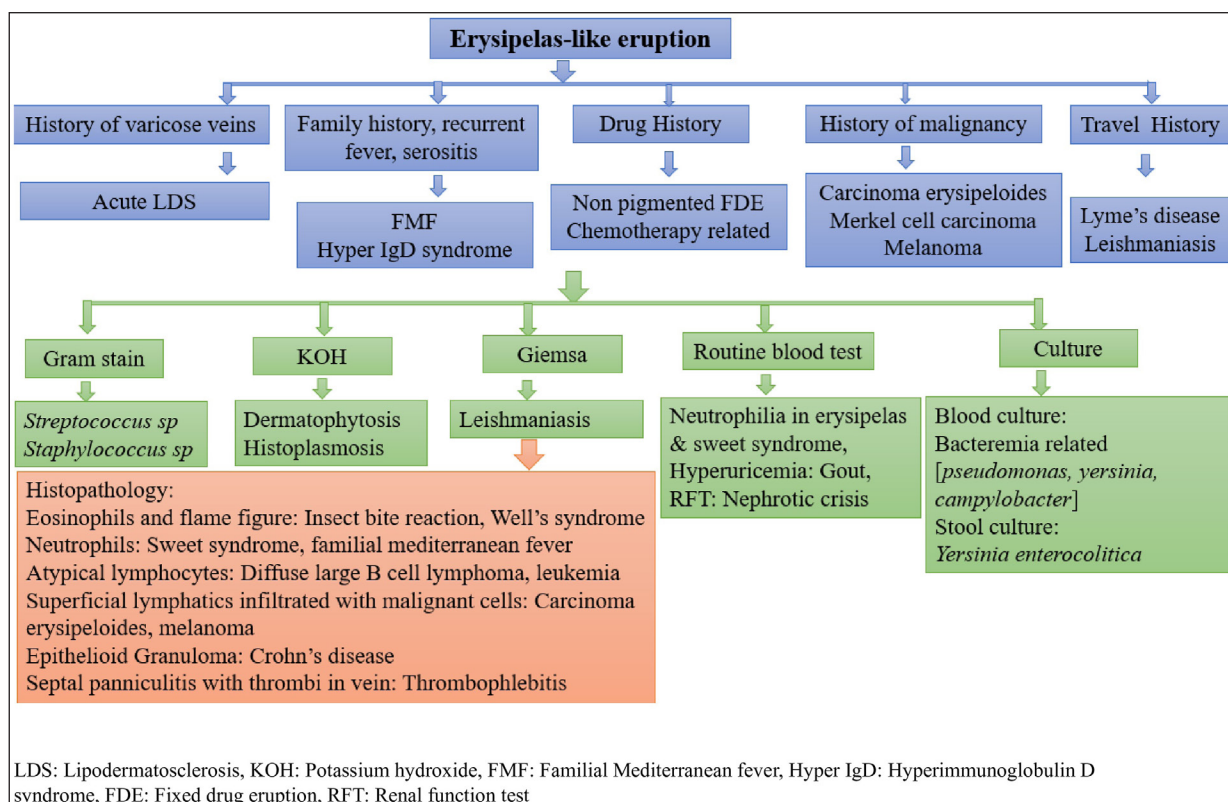 Erysipelas-like eruption
History of varicose veins
Family history, recurrent
fever, serositis
Drug History
History of malignancy
Travel History
Acute LDS
FMF
Hyper IgD syndrome
Non pigmented FDE
Chemotherapy related
Carcinoma erysipeloides
Merkel cell carcinoma
Melanoma
Lyme's disease
Leishmaniasis
Gram stain
KOH
Giemsa
Routine blood test
Culture
Streptococcus sp
Staphylococcus sp
Dermatophytosis
Histoplasmosis
Leishmaniasis
Neutrophilia in erysipelas
& sweet syndrome,
Hyperuricemia: Gout,
RFT: Nephrotic crisis
Blood culture:
Bacteremia related
[pseudomonas, yersinia,
campylobacter]
Stool culture:
Yersinia enterocolitica
Histopathology:
Eosinophils and flame figure: Insect bite reaction, Well's syndrome
Neutrophils: Sweet syndrome, familial mediterranean fever
Atypical lymphocytes: Diffuse large B cell lymphoma, leukemia
Superficial lymphatics infiltrated with malignant cells: Carcinoma
erysipeloides, melanoma
Epithelioid Granuloma: Crohn's disease
Septal panniculitis with thrombi in vein: Thrombophlebitis
LDS: Lipodermatosclerosis, KOH: Potassium hydroxide, FMF: Familial Mediterranean fever, Hyper IgD: Hyperimmunoglobulin D
syndrome, FDE: Fixed drug eruption, RFT: Renal function test